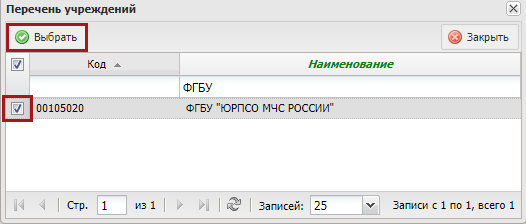 Перечень учреждений
Выбрать Закрыть
Код Наименование
ФГБУ
00105020 ФГБУ "ЮРПСО МЧС РОССИИ"
Стр. 1 из 1 Записей: 25 Записи с 1 по 1, всего 1